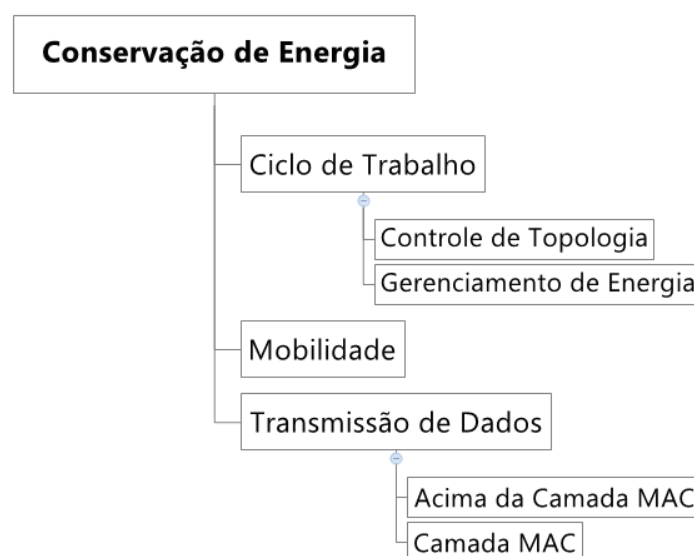 Conservação de Energia
Ciclo de Trabalho
Controle de Topologia
Gerenciamento de Energia
Mobilidade
Transmissão de Dados
Acima da Camada MAC
Camada MAC